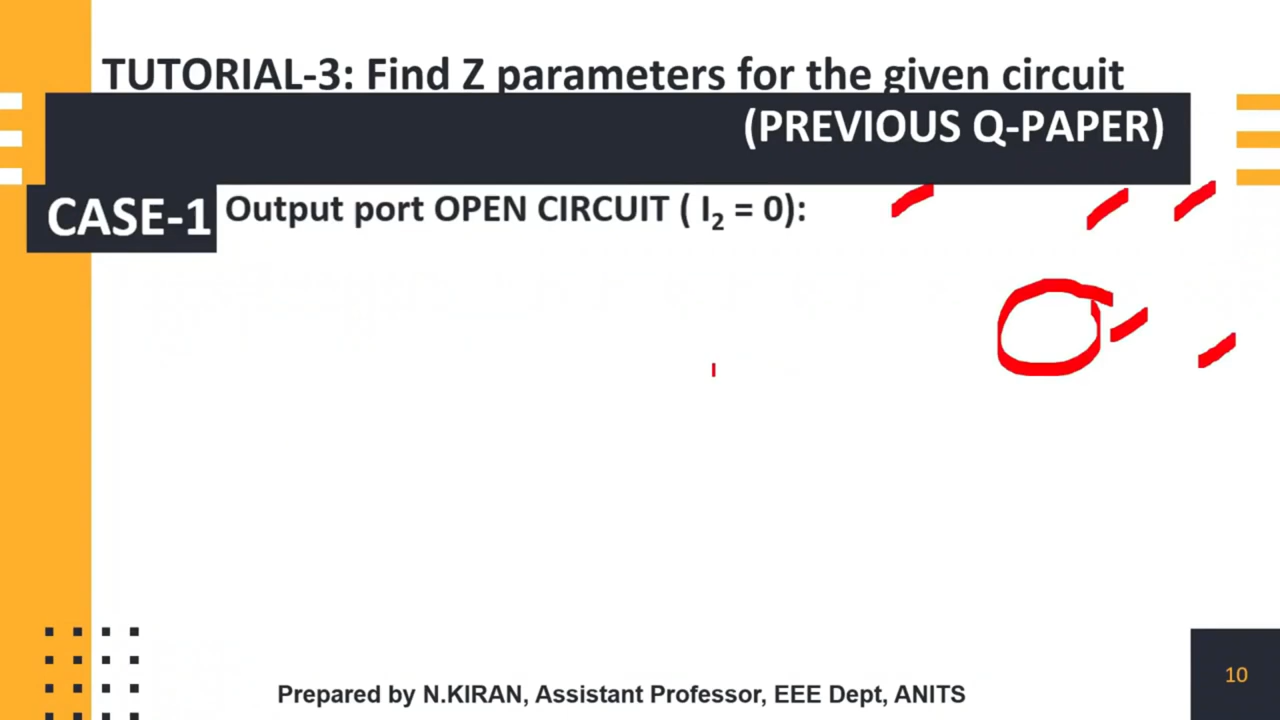 TUTORIAL-3: Find Z parameters for the given circuit
(PREVIOUS Q-PAPER)
CASE-1 Output port OPEN CIRCUIT ( I₂ = 0):
Prepared by N.KIRAN, Assistant Professor, EEE Dept, ANITS
10